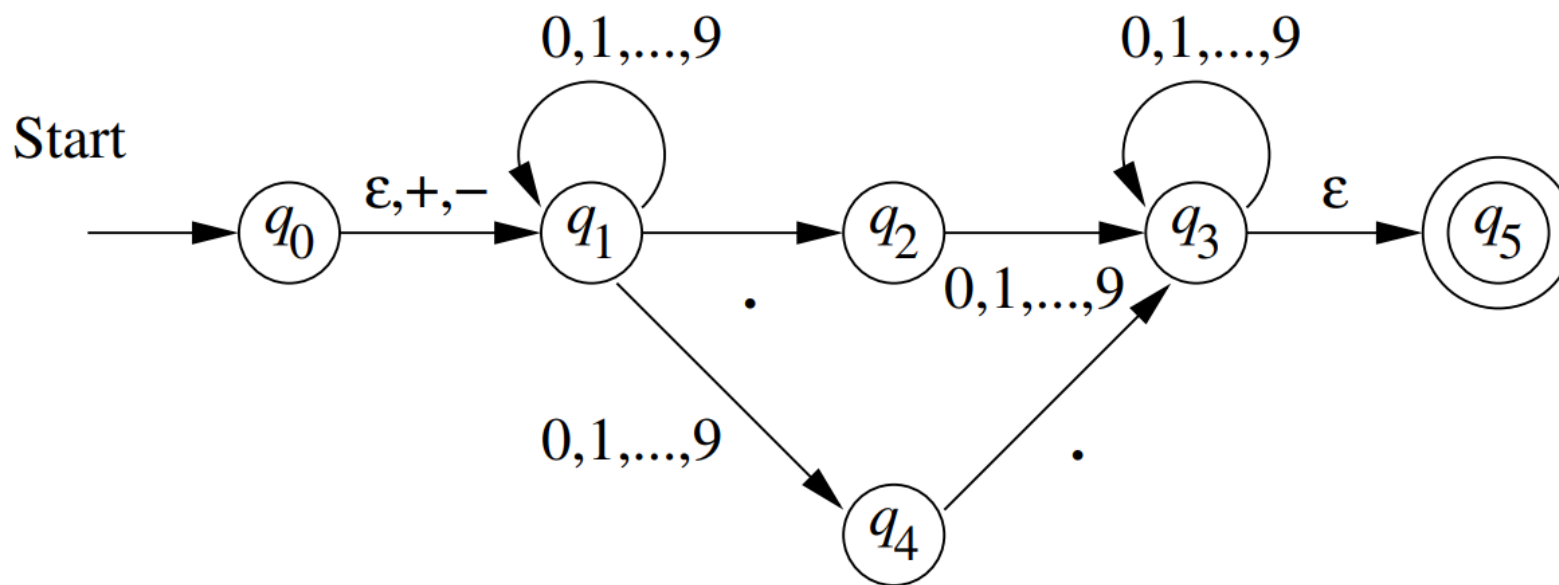 0,1,...,9 0,1,...,9
Start
ε,+,− ε
q0 q1 q2 q3 q5
. 0,1,...,9
0,1,...,9 .
q4